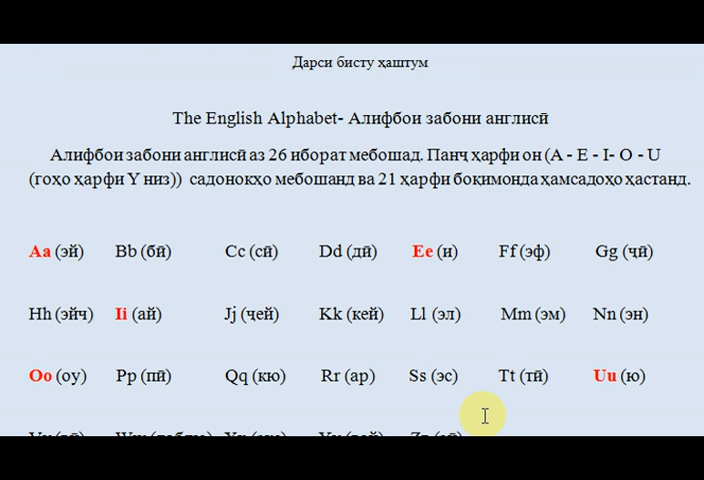 Дарси бисту ҳаштум
The English Alphabet- Алифбои забони англисӣ
Алифбои забони англисӣ аз 26 иборат мебошад. Панҷ ҳарфи он (A - E - I- O - U
(гоҳо ҳарфи Y низ)) садонокҳо мебошанд ва 21 ҳарфи боқимонда ҳамсадоҳо ҳастанд.
Aa (эй) Bb (бӣ) Cc (сӣ) Dd (дӣ) Ee (и) Ff (эф) Gg (ҷӣ)
Hh (эйч) Ii (ай) Jj (ҷей) Kk (кей) Ll (эл) Mm (эм) Nn (эн)
Oo (оу) Pp (пӣ) Qq (кю) Rr (ар) Ss (эс) Tt (тӣ) Uu (ю)